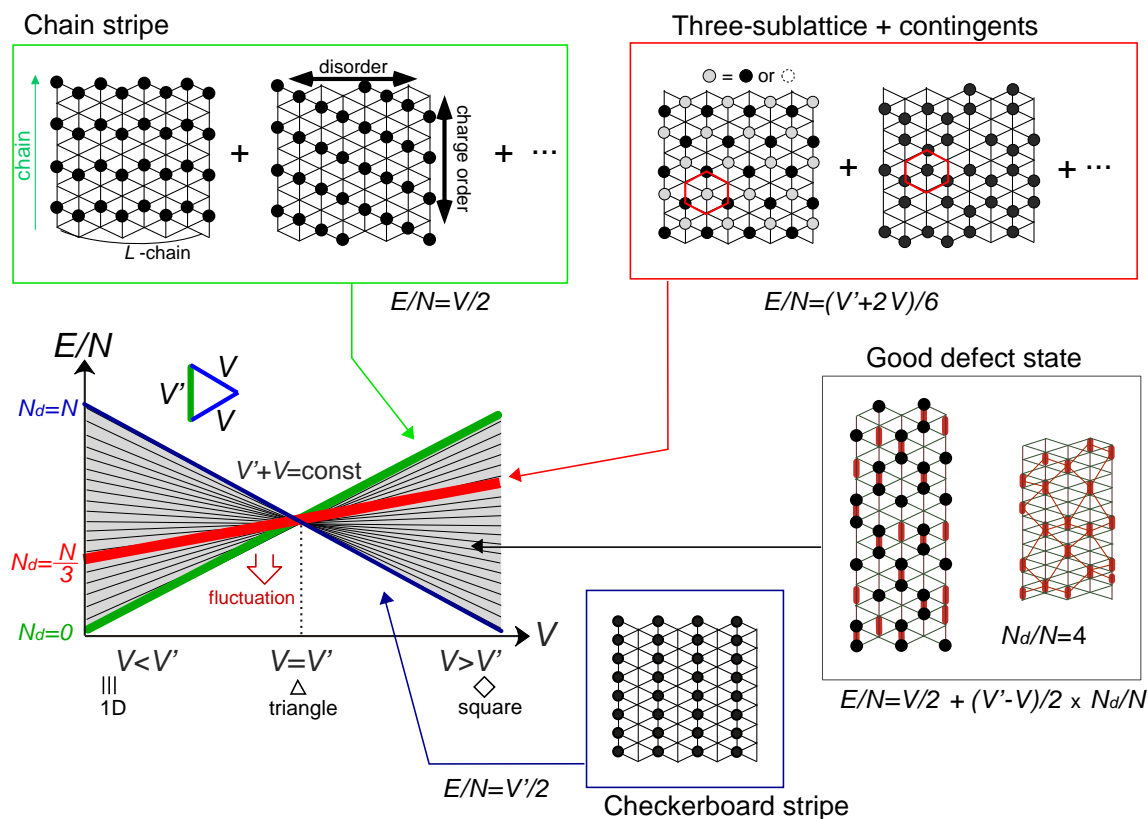 Chain stripe
Three-sublattice + contingents
disorder
= or
chain
charge order
+
+ ···
+
+ ···
L -chain
E/N=V/2
E/N=(V'+2V)/6
E/N
V
V'
V
Good defect state
Nd=N
V'+V=const
Nd=N/3
fluctuation
Nd=0
V
Nd/N=4
V<V'
V=V'
V>V'
1D
triangle
square
E/N=V/2 + (V'-V)/2 x Nd/N
E/N=V'/2
Checkerboard stripe